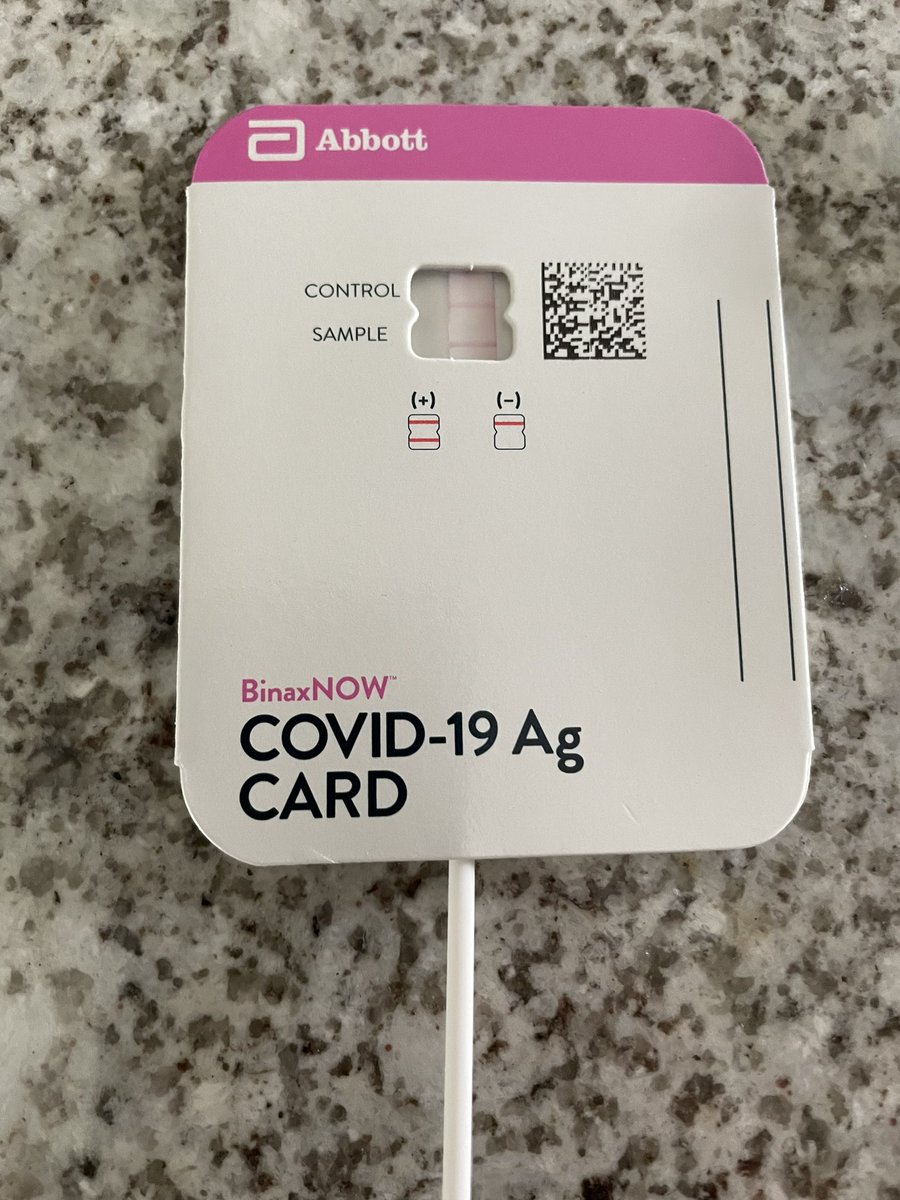 Abbott
CONTROL
SAMPLE
(+) (-)
BinaxNOW™
COVID-19 Ag
CARD